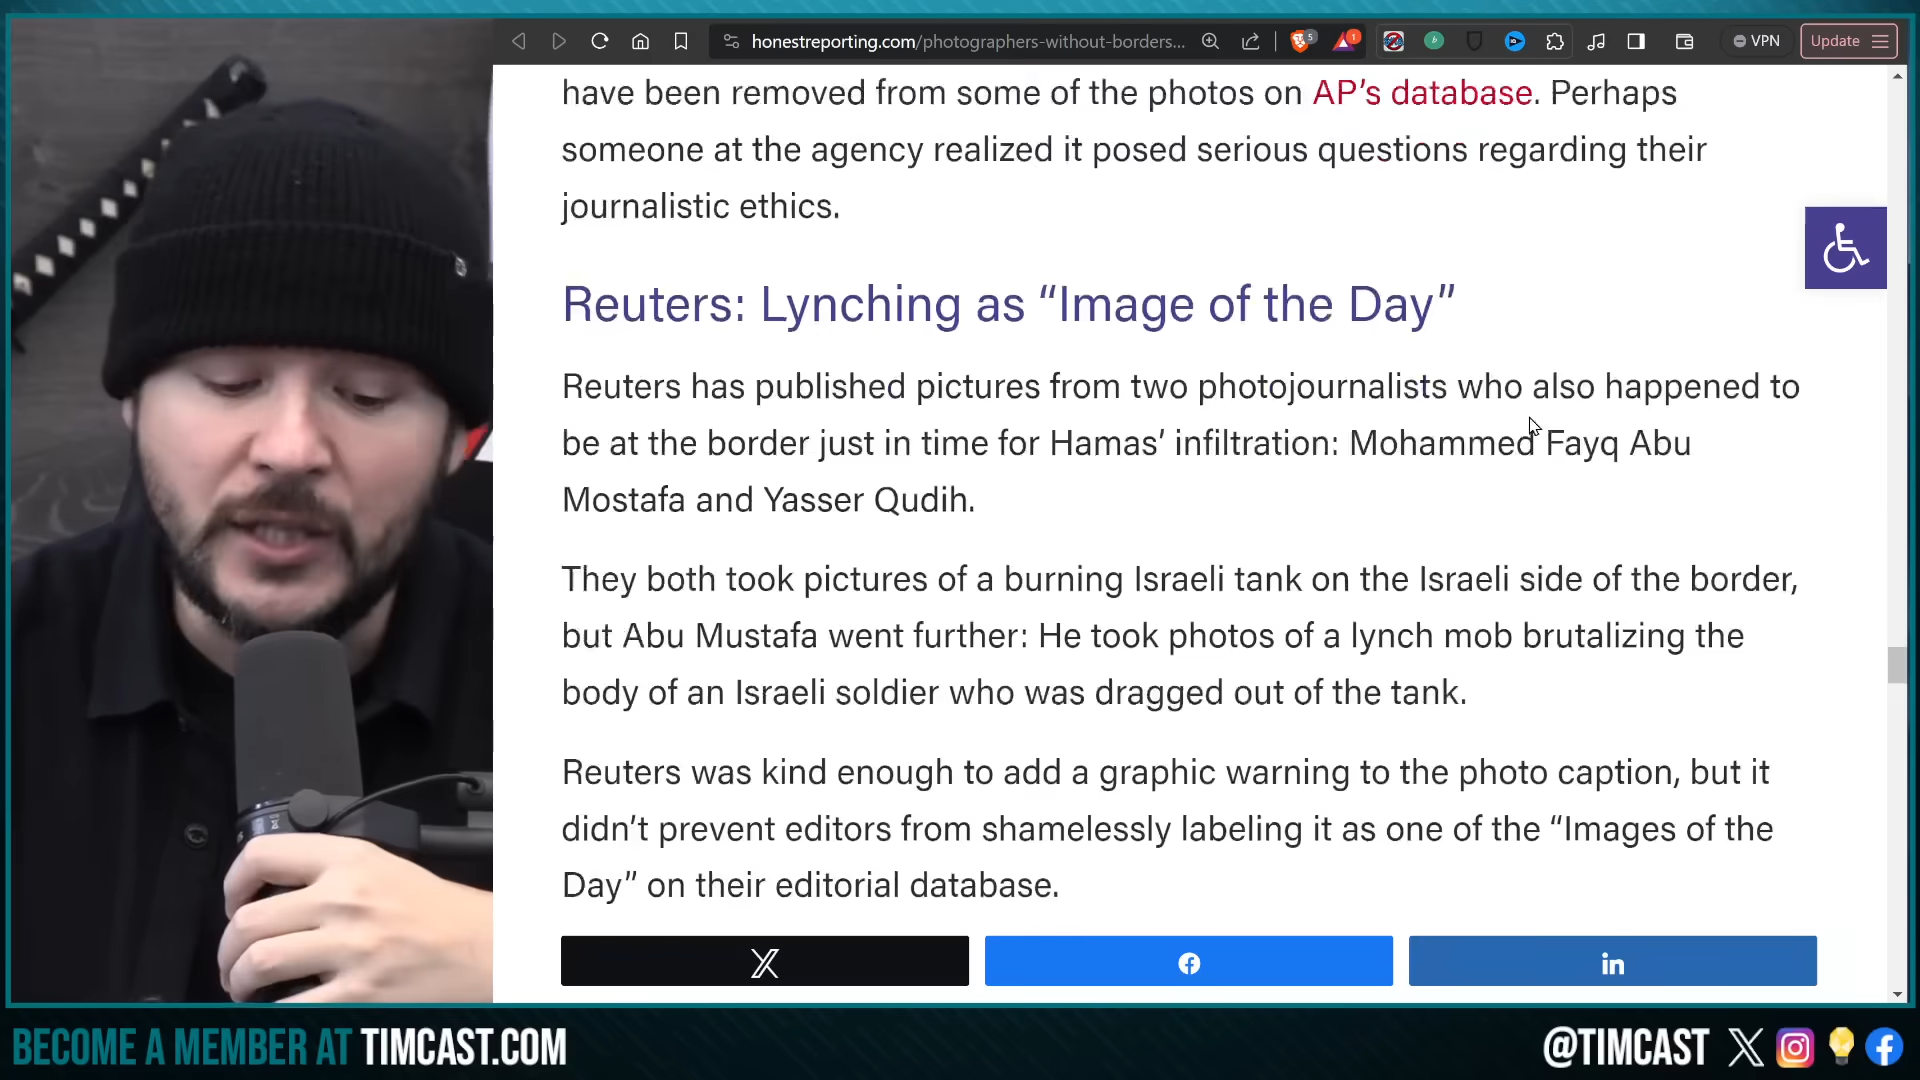 honestreporting.com/photographers-without-borders...
5
1
VPN
Update
have been removed from some of the photos on AP’s database. Perhaps
someone at the agency realized it posed serious questions regarding their
journalistic ethics.
Reuters: Lynching as “Image of the Day”
Reuters has published pictures from two photojournalists who also happened to
be at the border just in time for Hamas’ infiltration: Mohammed Fayq Abu
Mostafa and Yasser Qudih.
They both took pictures of a burning Israeli tank on the Israeli side of the border,
but Abu Mustafa went further: He took photos of a lynch mob brutalizing the
body of an Israeli soldier who was dragged out of the tank.
Reuters was kind enough to add a graphic warning to the photo caption, but it
didn’t prevent editors from shamelessly labeling it as one of the “Images of the
Day” on their editorial database.
BECOME A MEMBER AT TIMCAST.COM
@TIMCAST